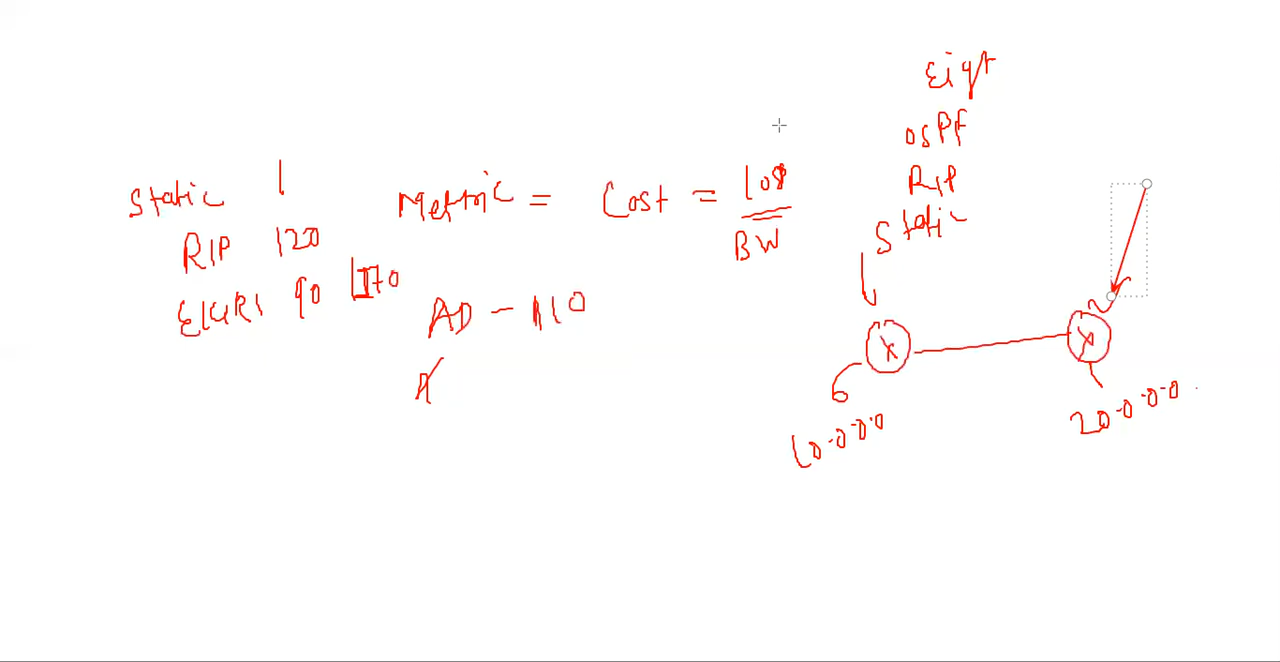 Static 1
RIP 120
EIGRP 90 170
Metric = Cost = 108
BW
AD - 110
A
Eigr
OSPF
RIP
Static
X
X
10.0.0.0
20.0.0.0